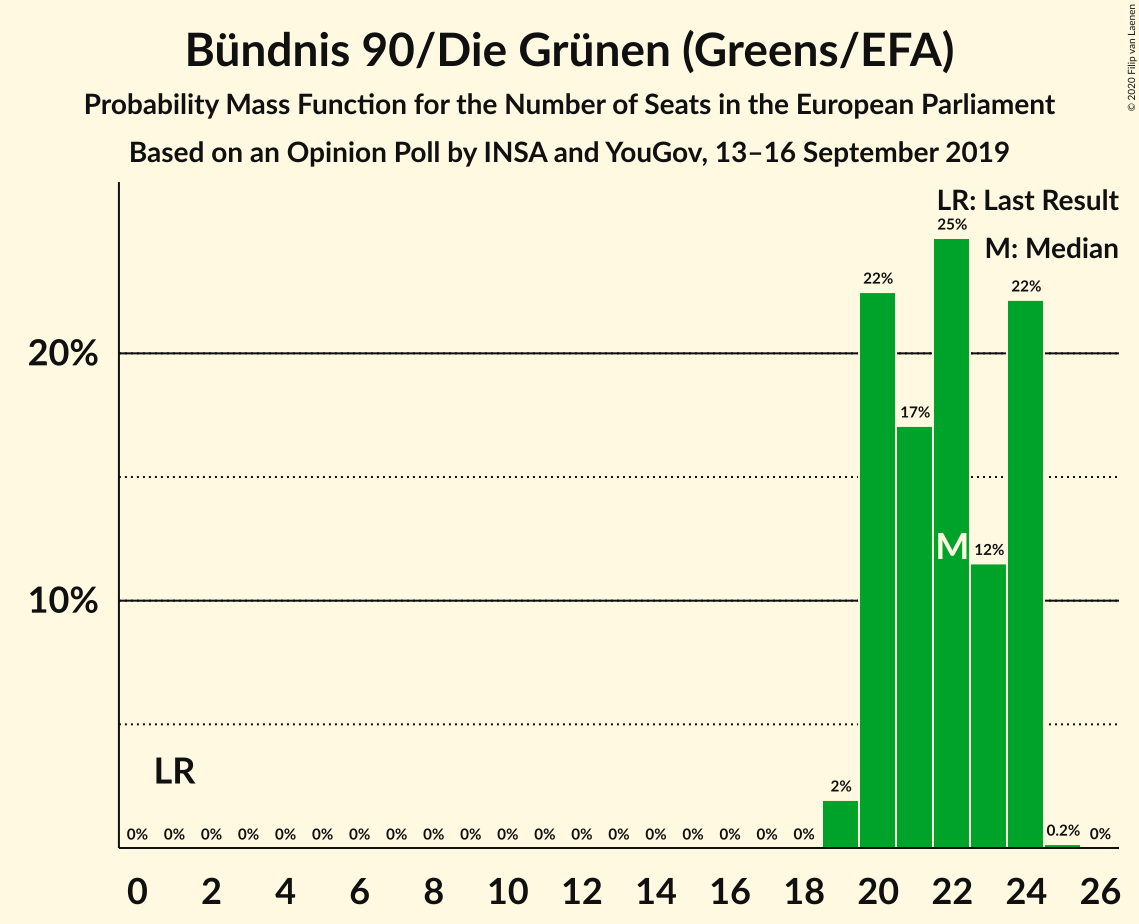 Bündnis 90/Die Grünen (Greens/EFA)
Probability Mass Function for the Number of Seats in the European Parliament
Based on an Opinion Poll by INSA and YouGov, 13–16 September 2019
© 2020 Filip van Laenen
LR: Last Result
M: Median
25%
22%
22%
20%
17%
M
12%
10%
LR
2%
0% 0% 0% 0% 0% 0% 0% 0% 0% 0% 0% 0% 0% 0% 0% 0% 0% 0% 0% 0.2% 0%
0 2 4 6 8 10 12 14 16 18 20 22 24 26